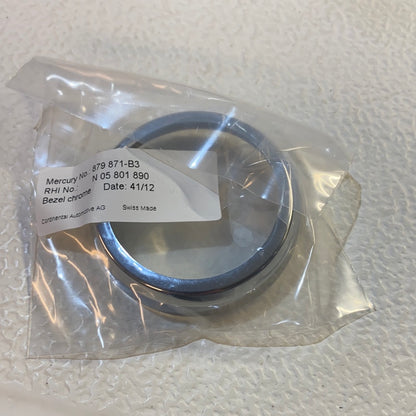 Mercury No.: 879 871-B3
RHI No N 05 801 890
Bezel chrome Date: 41/12
Continental Automotive AG Swiss Made